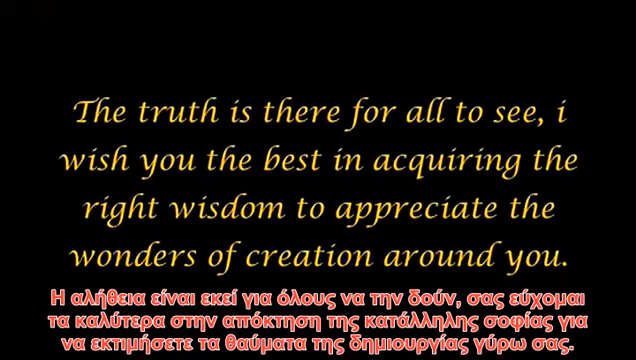 The truth is there for all to see, i
wish you the best in acquiring the
right wisdom to appreciate the
wonders of creation around you.
Η αλήθεια είναι εκεί για όλους να την δούν, σας εύχομαι
τα καλύτερα στην απόκτηση της κατάλληλης σοφίας για
να εκτιμήσετε τα θαύματα της δημιουργίας γύρω σας.